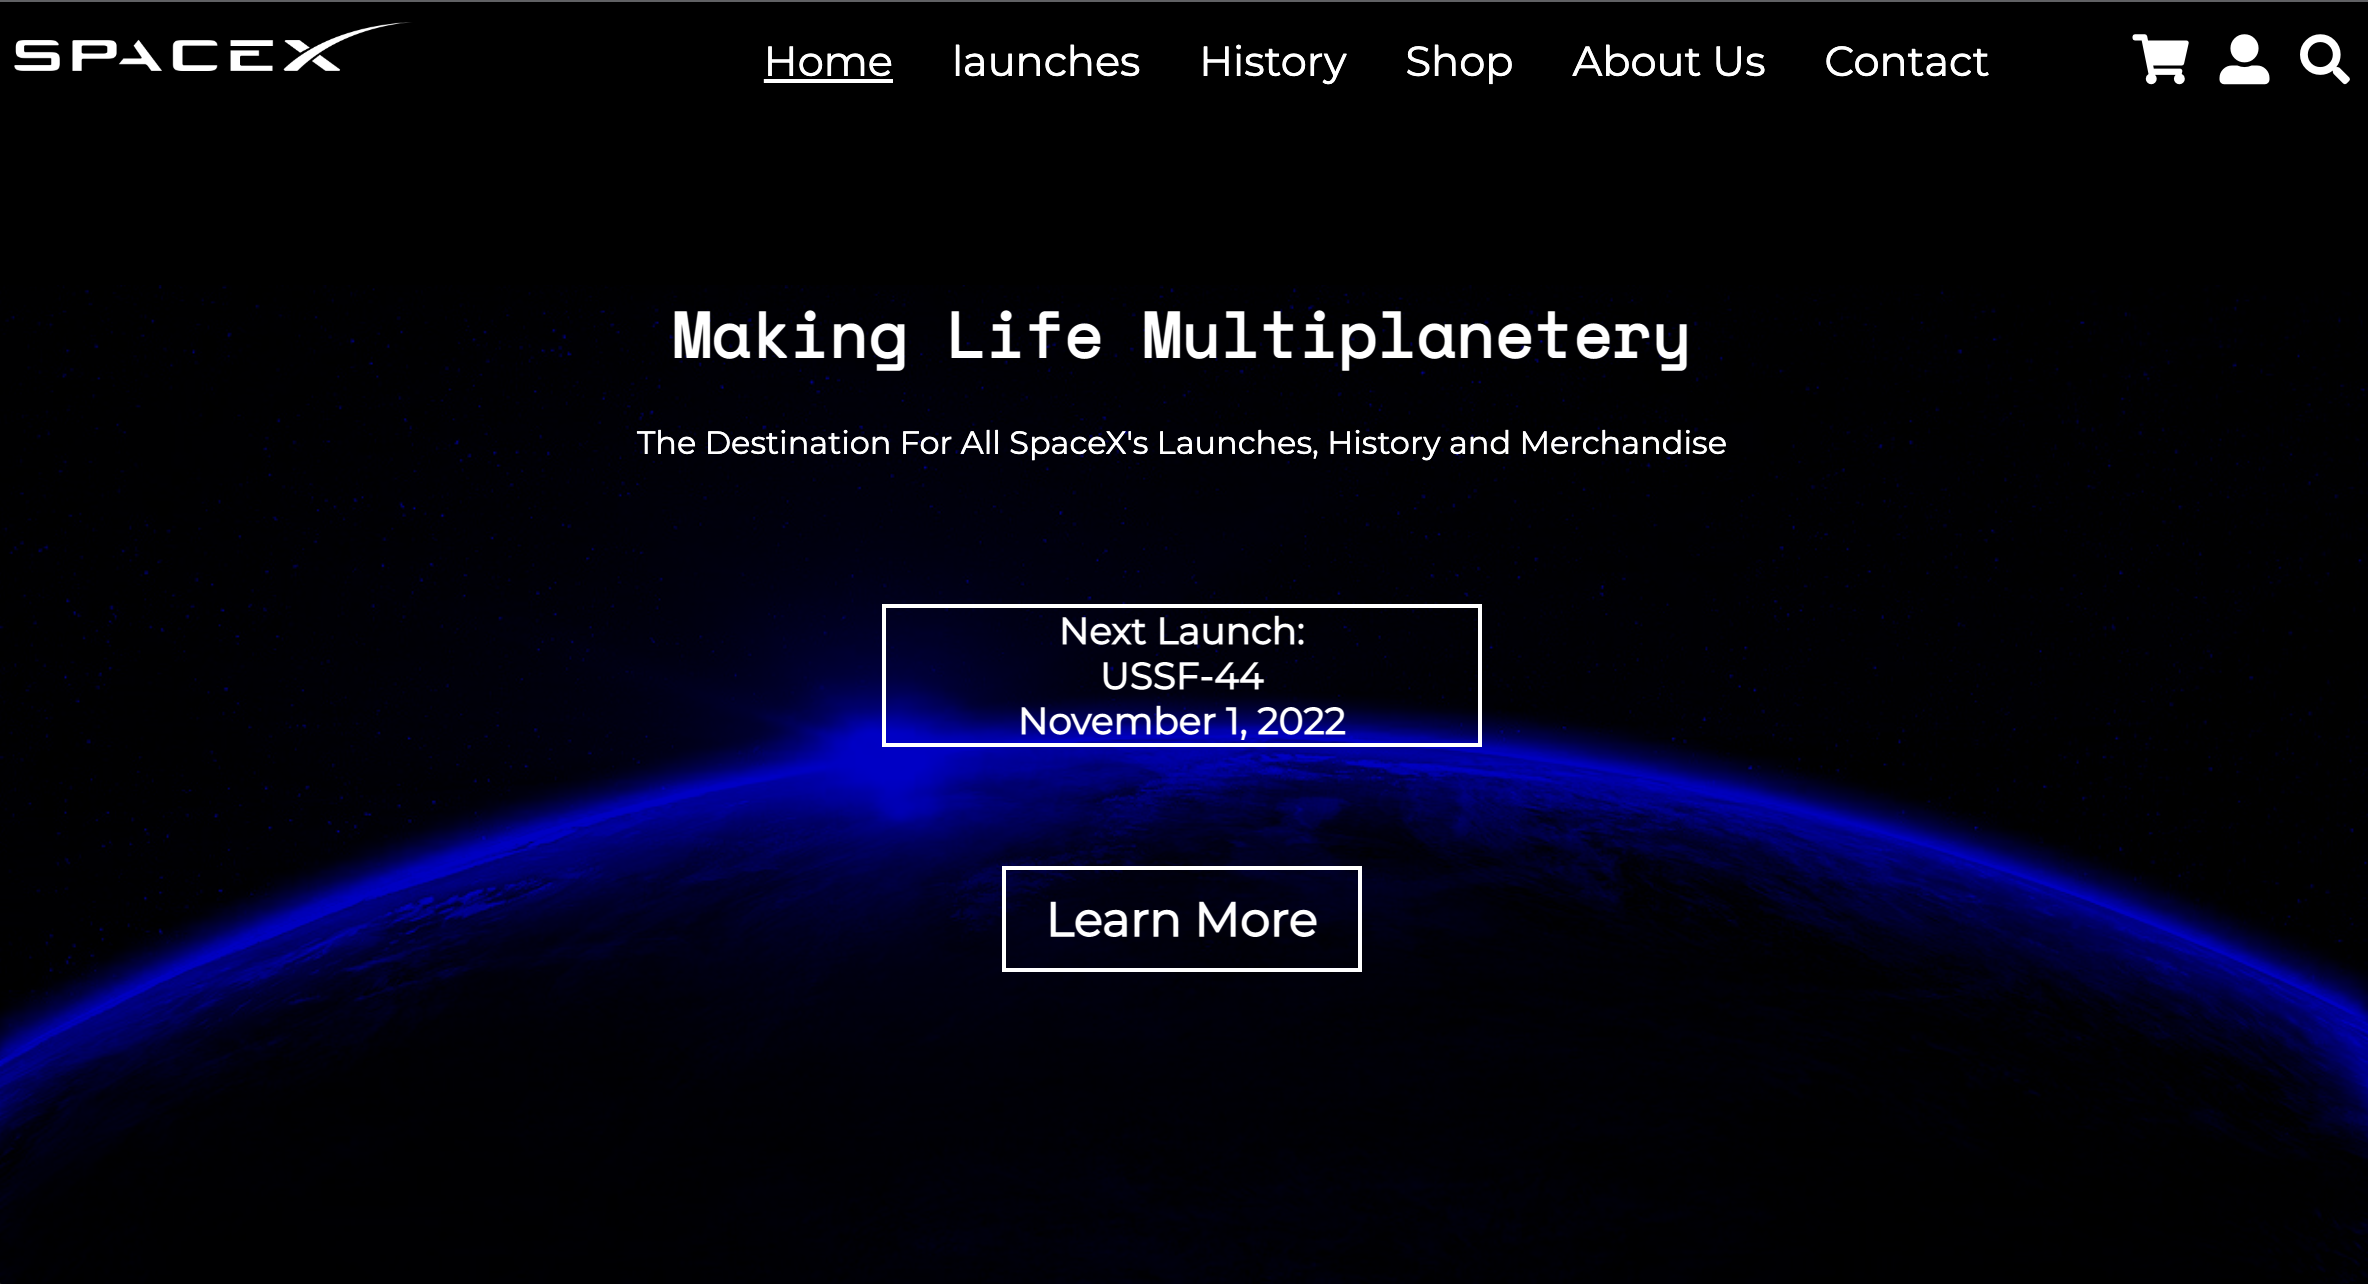 SPACEX
Home launches History Shop About Us Contact
Making Life Multiplanetery
The Destination For All SpaceX's Launches, History and Merchandise
Next Launch:
USSF-44
November 1, 2022
Learn More